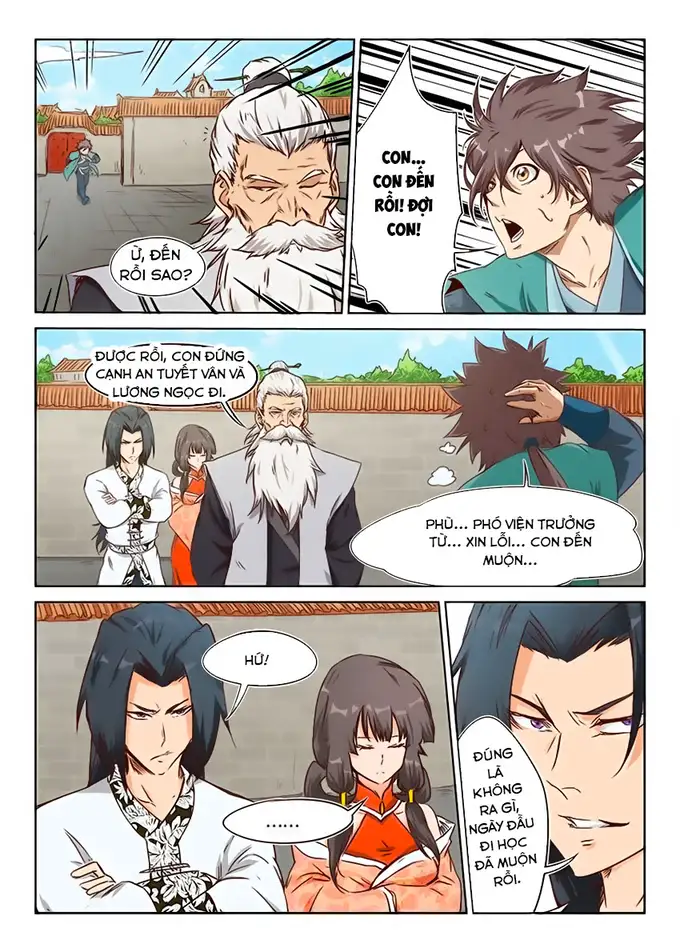 Ừ, ĐẾN
RỒI SAO?
CON...
CON ĐẾN
RỒI! ĐỢI
CON!
ĐƯỢC RỒI, CON ĐỨNG
CẠNH AN TUYẾT VÂN VÃ
LƯƠNG NGỌC ĐI.
PHÙ... PHÓ VIỆN TRƯỞNG
TỪ... XIN LỖI... CON ĐẾN
MUỘN...
HỨ!
......
ĐÚNG
LÀ
KHÔNG
RA GÌ,
NGÀY ĐẦU
ĐI HỌC
ĐÃ MUỘN
RỒI.